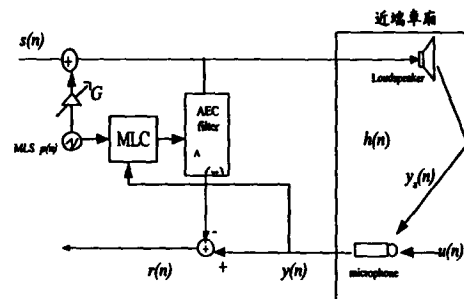 近端車廂
s(n)
+
G
Loudspeaker
AEC
filter
MLS p(n)
MLC
h(n)
A
(w)
y_s(n)
-
+
+
r(n)
y(n)
microphone
u(n)